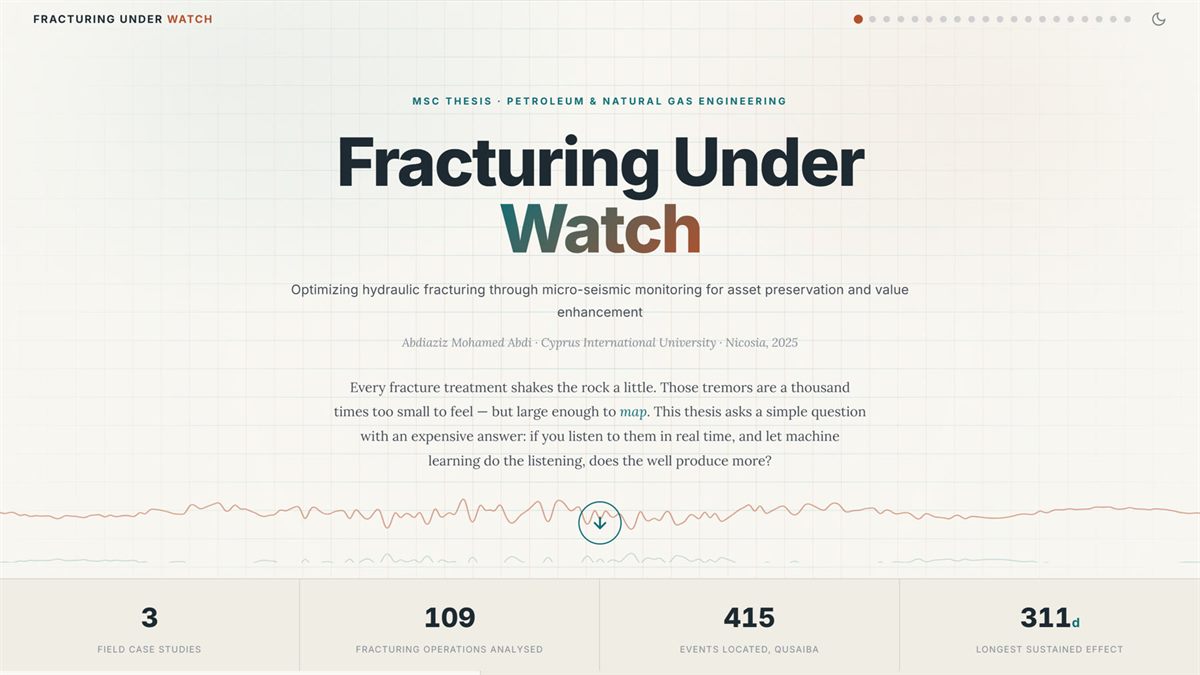 FRACTURING UNDER WATCH
MSC THESIS · PETROLEUM & NATURAL GAS ENGINEERING
Fracturing Under
Watch
Optimizing hydraulic fracturing through micro-seismic monitoring for asset preservation and value
enhancement
Abdiaziz Mohamed Abdi · Cyprus International University · Nicosia, 2025
Every fracture treatment shakes the rock a little. Those tremors are a thousand
times too small to feel — but large enough to map. This thesis asks a simple question
with an expensive answer: if you listen to them in real time, and let machine
learning do the listening, does the well produce more?
3
FIELD CASE STUDIES
109
FRACTURING OPERATIONS ANALYSED
415
EVENTS LOCATED, QUSAIBA
311d
LONGEST SUSTAINED EFFECT